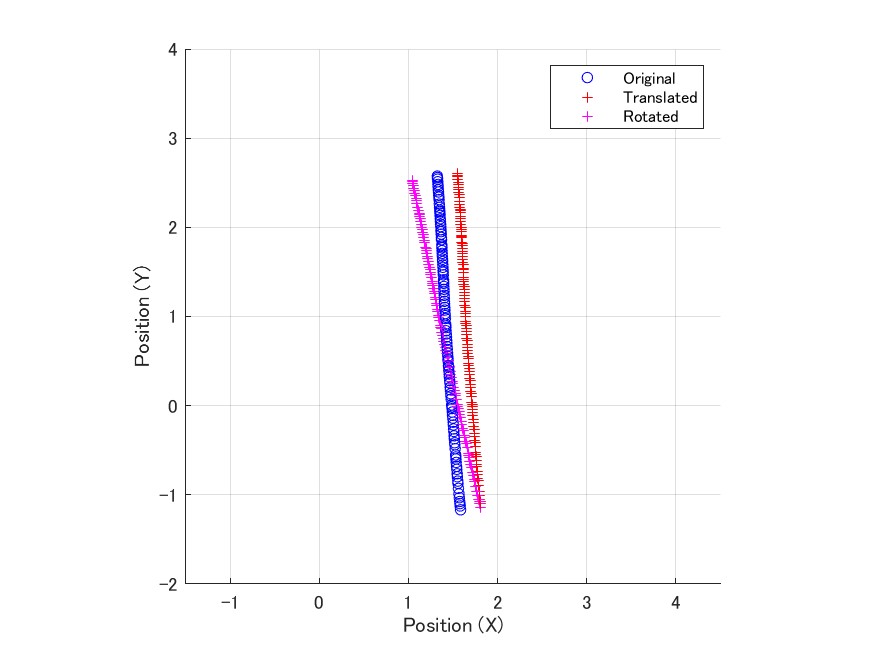 Original
Translated
Rotated
4
3
2
1
0
-1
-2
Position (Y)
-1
0
1
2
3
4
Position (X)